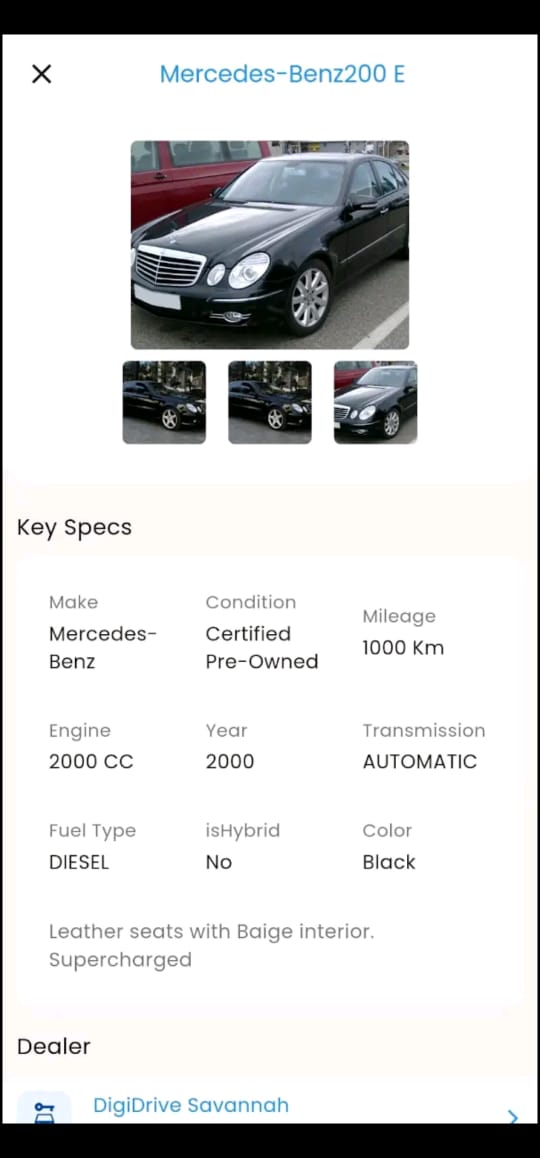 Mercedes-Benz200 E
Key Specs
Make
Mercedes-
Benz
Condition
Certified
Pre-Owned
Mileage
1000 Km
Engine
2000 CC
Year
2000
Transmission
AUTOMATIC
Fuel Type
DIESEL
isHybrid
No
Color
Black
Leather seats with Baige interior.
Supercharged
Dealer
DigiDrive Savannah